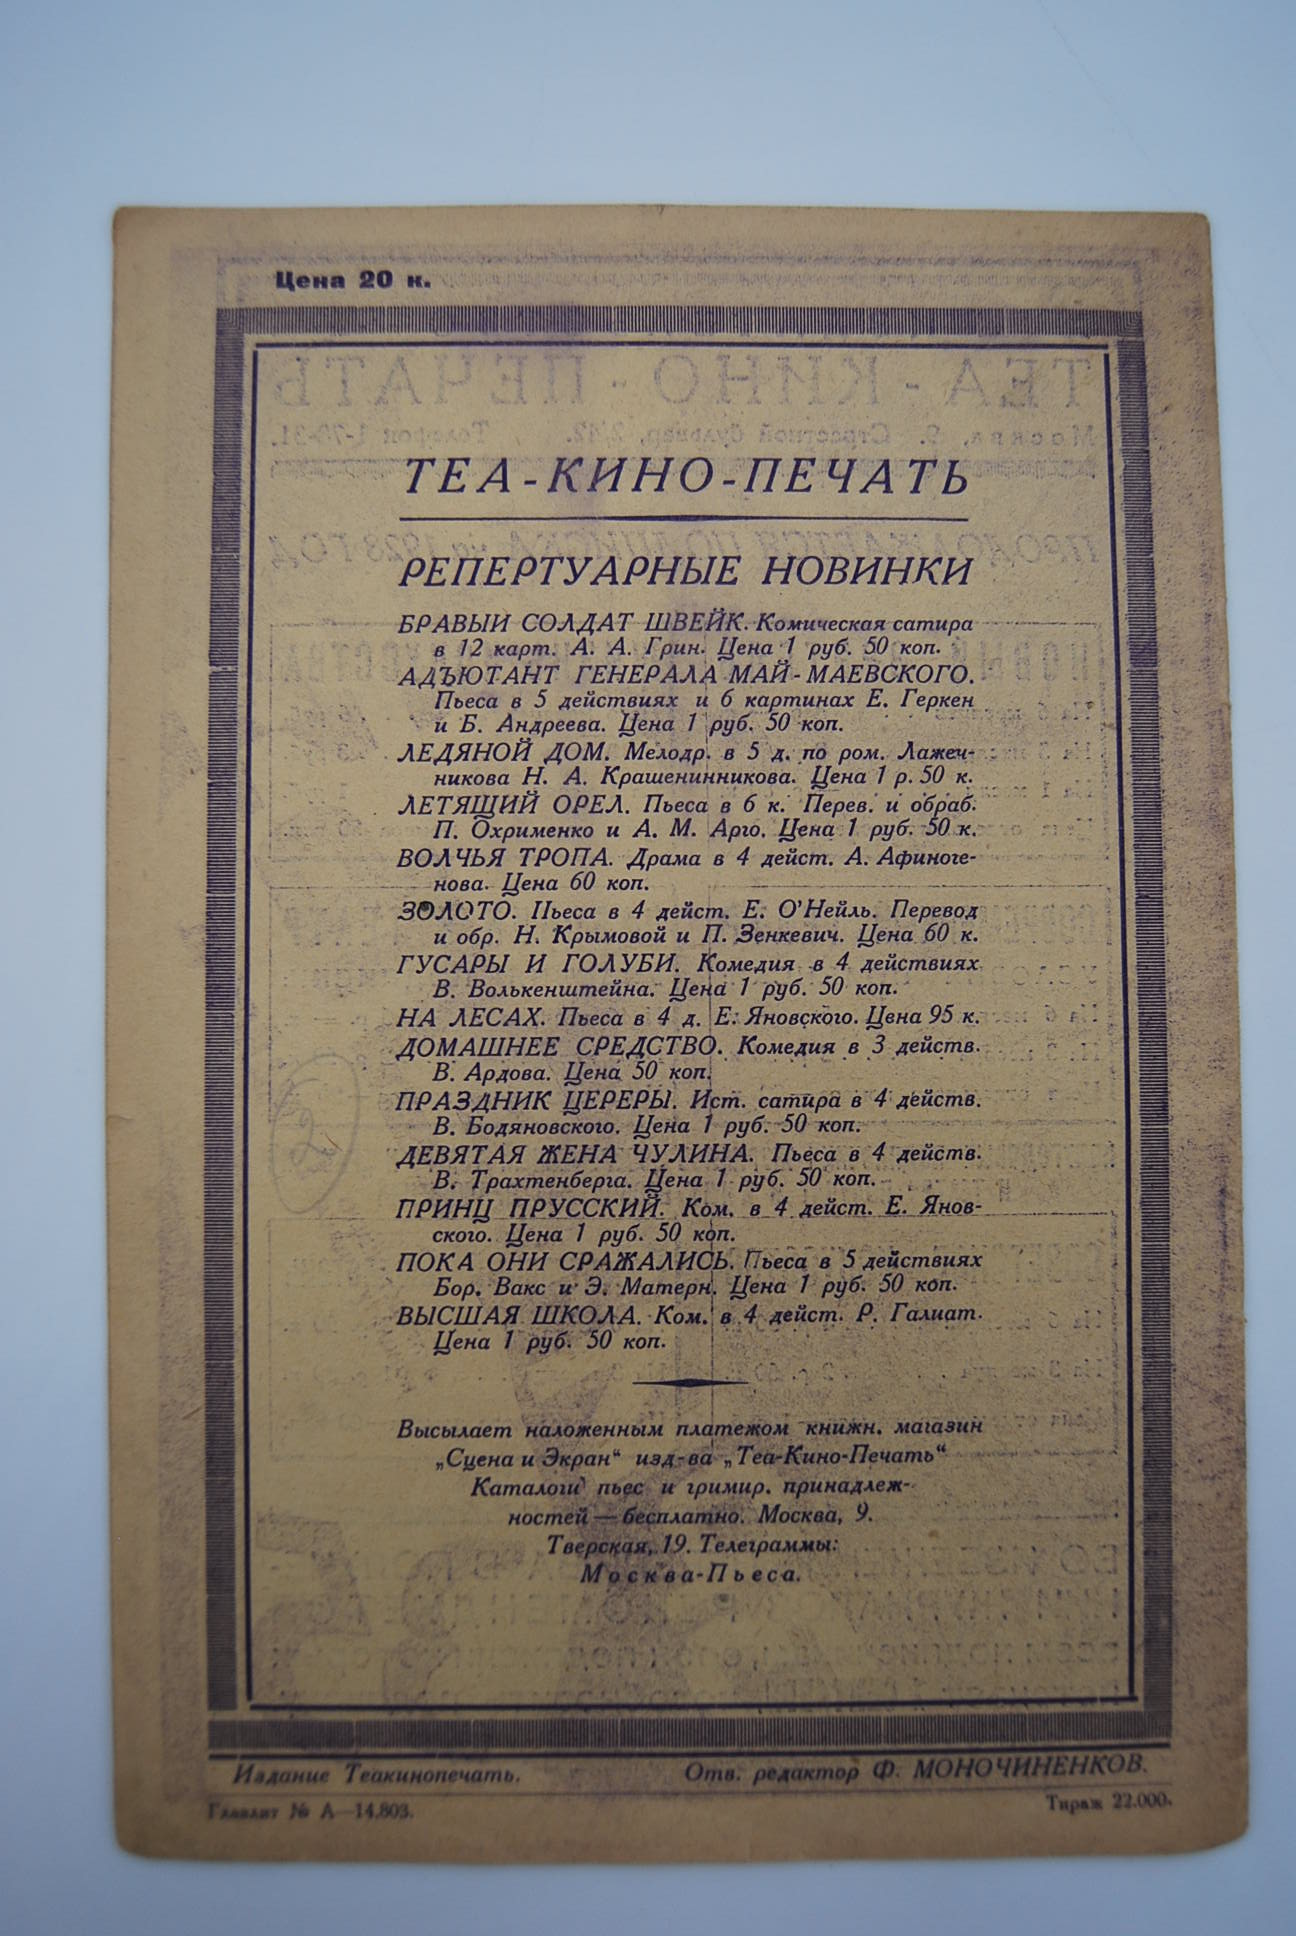 Цена 20 к.
ТЕА-КИНО-ПЕЧАТЬ
РЕПЕРТУАРНЫЕ НОВИНКИ
БРАВЫЙ СОЛДАТ ШВЕЙК. Комическая сатира
в 12 карт. А. А. Грин. Цена 1 руб. 50 коп.
АДЪЮТАНТ ГЕНЕРАЛА МАЙ-МАЕВСКОГО.
Пьеса в 5 действиях и 6 картинах Е. Геркен
и Б. Андреева. Цена 1 руб. 50 коп.
ЛЕДЯНОЙ ДОМ. Мелодр. в 5 д. по ром. Лажеч-
никова Н. А. Крашенинникова. Цена 1 р. 50 к.
ЛЕТЯЩИЙ ОРЕЛ. Пьеса в 6 к. Перев. и обраб.
П. Охрименко и А. М. Арго. Цена 1 руб. 50 к.
ВОЛЧЬЯ ТРОПА. Драма в 4 дейст. А. Афиноге-
нова. Цена 60 коп.
ЗОЛОТО. Пьеса в 4 дейст. Е. О'Нейль. Перевод
и обр. Н. Крымовой и П. Зенкевич. Цена 60 к.
ГУСАРЫ И ГОЛУБИ. Комедия в 4 действиях
В. Волькенштейна. Цена 1 руб. 50 коп.
НА ЛЕСАХ. Пьеса в 4 д. Е. Яновского. Цвна 95 к.
ДОМАШНЕЕ СРЕДСТВО. Комедия в 3 действ.
В. Ардова. Цена 50 коп.
ПРАЗДНИК ЦЕРЕРЫ. Ист. сатира в 4 действ.
В. Бодяновского. Цена 1 руб. 50 коп.
ДЕВЯТАЯ ЖЕНА ЧУЛИНА. Пьеса в 4 действ.
В. Трахтенберга. Цена 1 руб. 50 коп.
ПРИНЦ ПРУССКИЙ. Ком. в 4 дейст. Е. Янов-
ского. Цена 1 руб. 50 коп.
ПОКА ОНИ СРАЖАЛИСЬ. Пьеса в 5 действиях
Бор. Вакс и Э. Матерн. Цена 1 руб. 50 коп.
ВЫСШАЯ ШКОЛА. Ком. в 4 дейст. Р. Галиат.
Цена 1 руб. 50 коп.
2
Высылает наложенным платежом книжн. магазин
„Сцена и Экран“ изд-ва „Теа-Кино-Печать“
Каталоги пьес и гримир. принадлеж-
ностей — бесплатно. Москва, 9.
Тверская, 19. Телеграммы:
Москва-Пьеса.
Издание Теакинопечать. Отв. редактор Ф. МОНОЧИНЕНКОВ.
Главлит № А—14.803. Тираж 22.000.